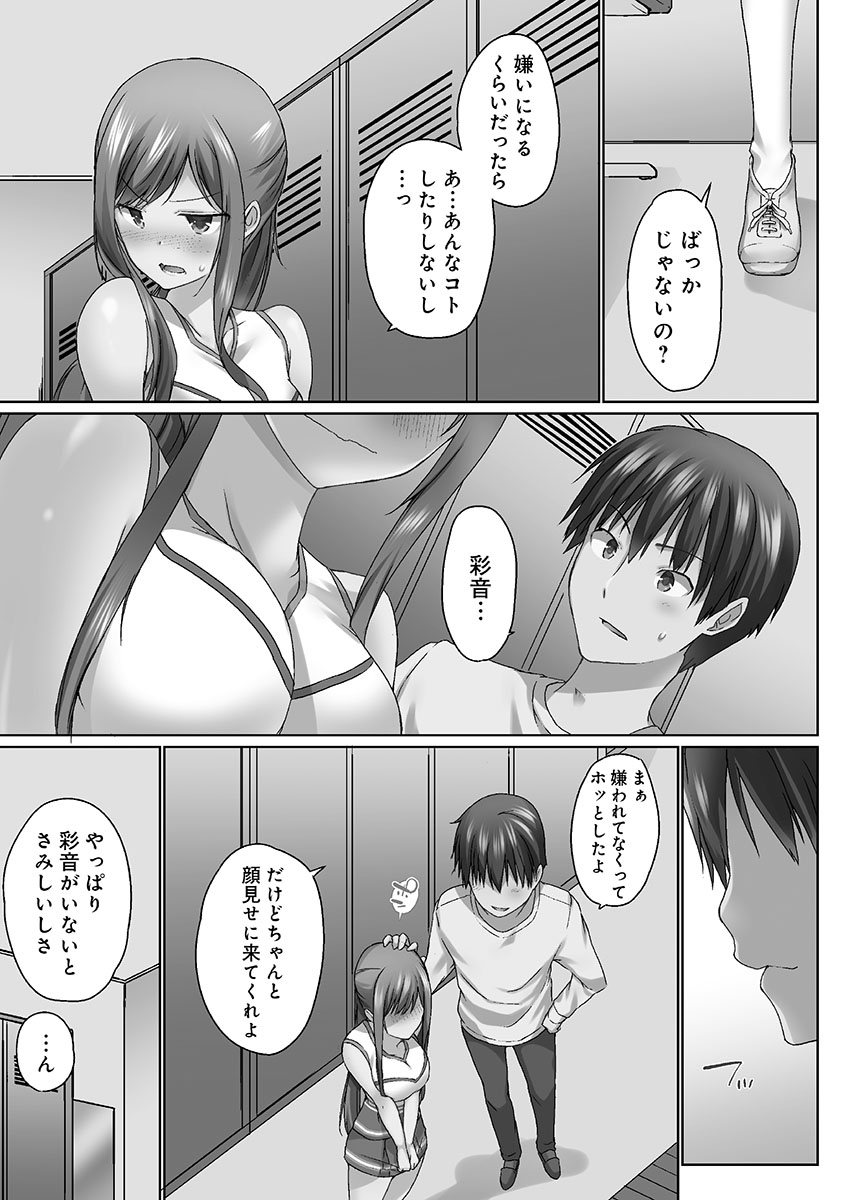 ばっか
じゃないの？
嫌いになる
くらいだったら
あ…あんなコト
したりしないし
…っ
彩音…
フッ
まぁ
嫌われてなくって
ホッとしたよ
だけどちゃんと
顔見せに来てくれよ
やっぱり
彩音がいないと
さみしいしさ
…ん